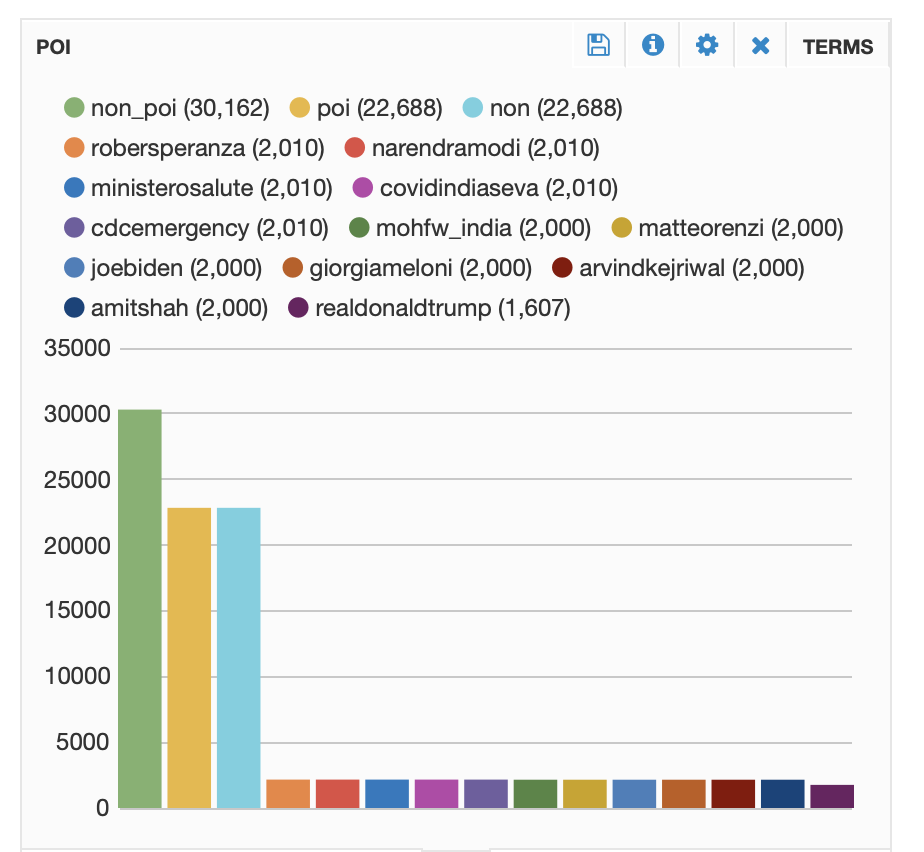 POI TERMS
non_poi (30,162) poi (22,688) non (22,688)
robersperanza (2,010) narendramodi (2,010)
ministerosalute (2,010) covidindiaseva (2,010)
cdcemergency (2,010) mohfw_india (2,000) matteorenzi (2,000)
joebiden (2,000) giorgiameloni (2,000) arvindkejriwal (2,000)
amitshah (2,000) realdonaldtrump (1,607)
35000
30000
25000
20000
15000
10000
5000
0